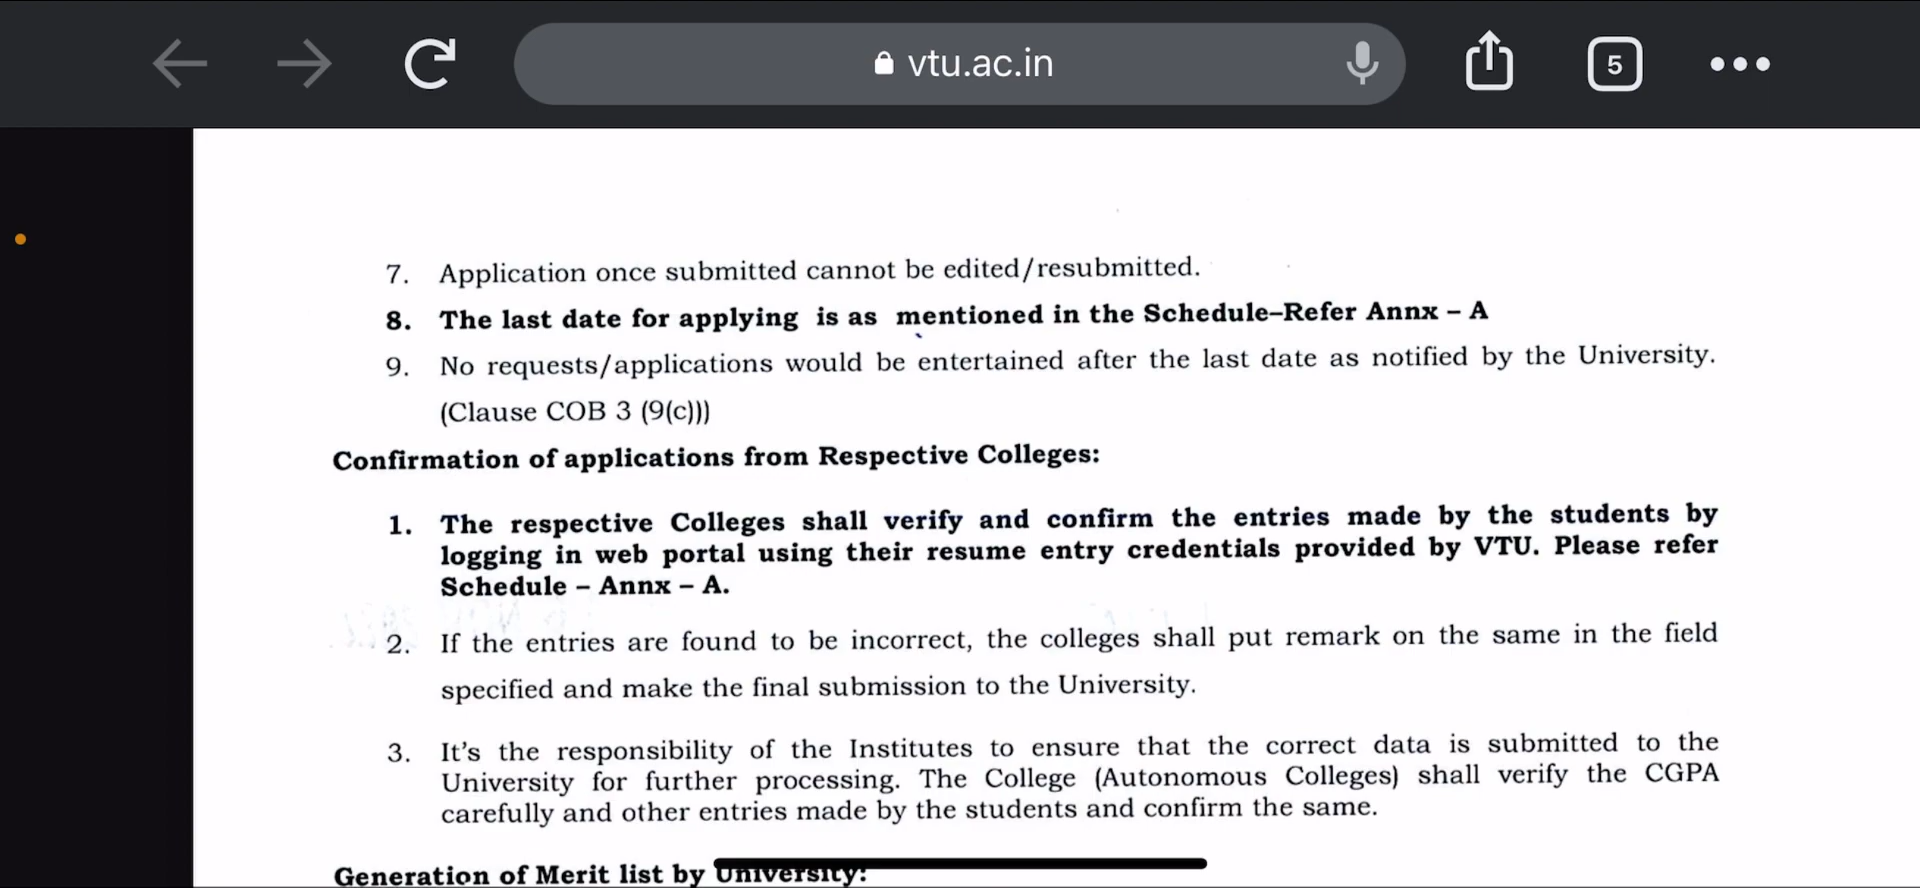 vtu.ac.in
5
7. Application once submitted cannot be edited/resubmitted.
8. The last date for applying is as mentioned in the Schedule–Refer Annx – A
9. No requests/applications would be entertained after the last date as notified by the University.
(Clause COB 3 (9(c)))
Confirmation of applications from Respective Colleges:
1. The respective Colleges shall verify and confirm the entries made by the students by
logging in web portal using their resume entry credentials provided by VTU. Please refer
Schedule – Annx – A.
2. If the entries are found to be incorrect, the colleges shall put remark on the same in the field
specified and make the final submission to the University.
3. It’s the responsibility of the Institutes to ensure that the correct data is submitted to the
University for further processing. The College (Autonomous Colleges) shall verify the CGPA
carefully and other entries made by the students and confirm the same.
Generation of Merit list by University: